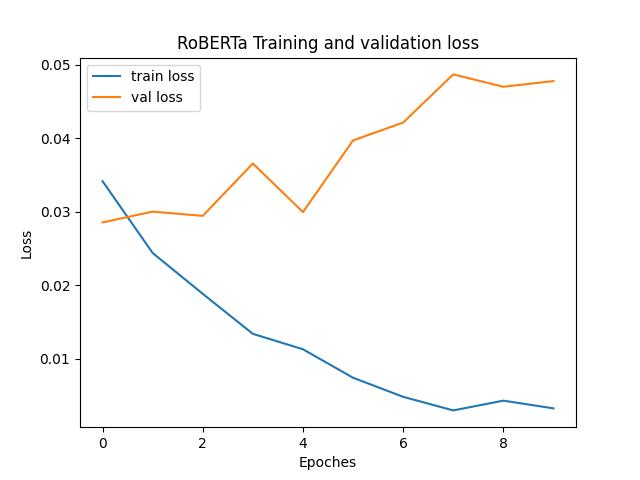 RoBERTa Training and validation loss
train loss
val loss
0.05
0.04
0.03
0.02
0.01
Loss
0 2 4 6 8
Epoches